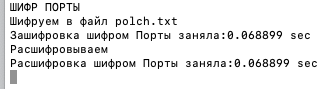 ШИФР ПОРТЫ
Шифруем в файл polch.txt
Зашифровка шифром Порты заняла:0.068899 sec
Расшифровываем
Расшифровка шифром Порты заняла:0.068899 sec